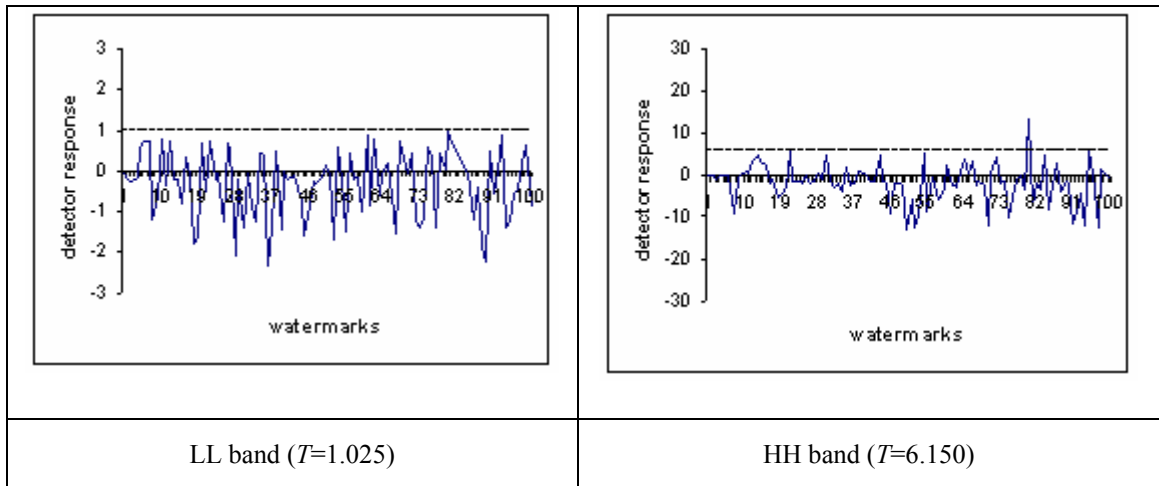 detector response
3
2
1
0
-1
-2
-3
1 10 19 28 37 46 55 64 73 82 91 100
watermarks
detector response
30
20
10
0
-10
-20
-30
1 10 19 28 37 46 55 64 73 82 91 100
watermarks
LL band (T=1.025)
HH band (T=6.150)